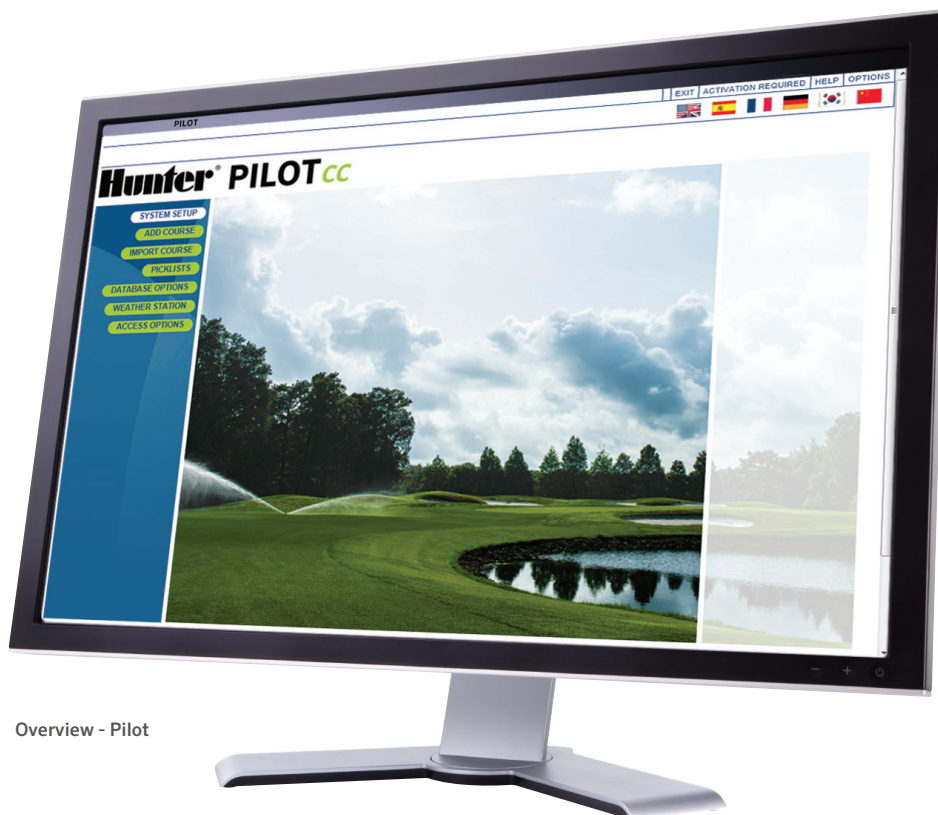 PILOT
EXIT ACTIVATION REQUIRED HELP OPTIONS
Hunter® PILOT CC
SYSTEM SETUP
ADD COURSE
IMPORT COURSE
PICKLISTS
DATABASE OPTIONS
WEATHER STATION
ACCESS OPTIONS
Overview - Pilot